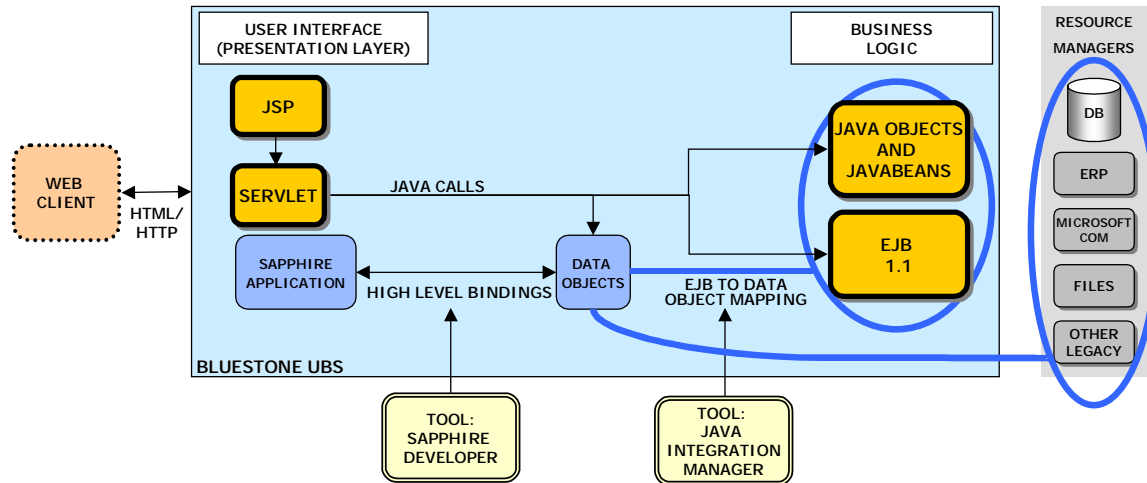 USER INTERFACE
(PRESENTATION LAYER)
BUSINESS
LOGIC
RESOURCE
MANAGERS
JSP
SERVLET
JAVA CALLS
JAVA OBJECTS
AND
JAVABEANS
DB
ERP
MICROSOFT
COM
FILES
OTHER
LEGACY
WEB
CLIENT
HTML/
HTTP
SAPPHIRE
APPLICATION
HIGH LEVEL BINDINGS
DATA
OBJECTS
EJB TO DATA
OBJECT MAPPING
EJB
1.1
BLUESTONE UBS
TOOL:
SAPPHIRE
DEVELOPER
TOOL:
JAVA
INTEGRATION
MANAGER